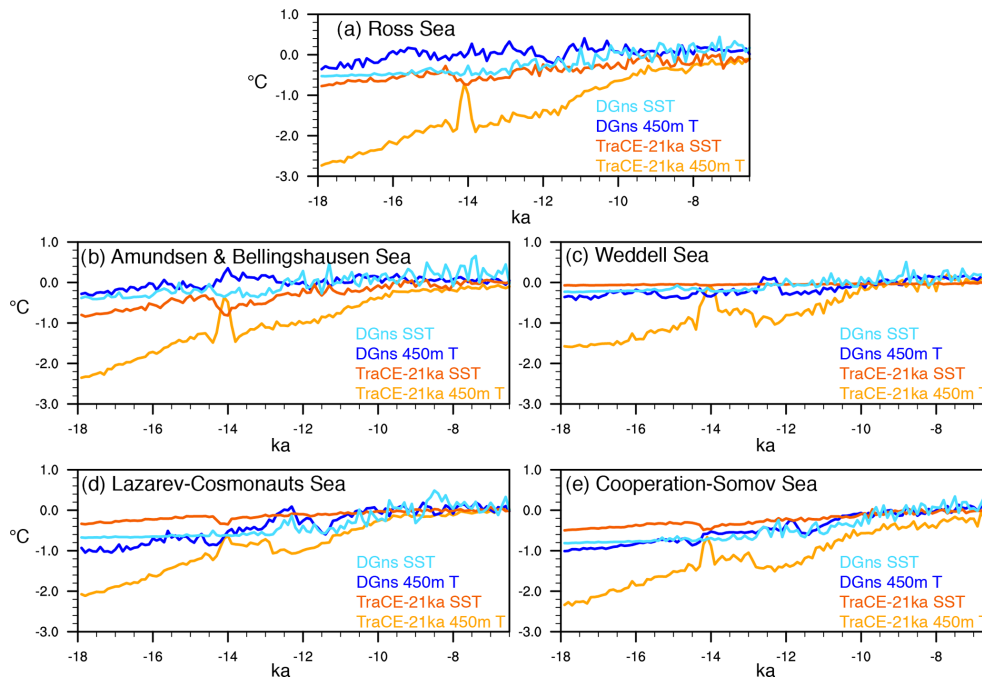 1.0
(a) Ross Sea
0.0
°C
-1.0
DGns SST
DGns 450m T
-2.0
TraCE-21ka SST
TraCE-21ka 450m T
-3.0
-18 -16 -14 -12 -10 -8
ka
1.0
(b) Amundsen & Bellingshausen Sea
0.0
°C
-1.0
DGns SST
DGns 450m T
-2.0
TraCE-21ka SST
TraCE-21ka 450m T
-3.0
-18 -16 -14 -12 -10 -8
ka
1.0
(c) Weddell Sea
0.0
-1.0
DGns SST
DGns 450m T
-2.0
TraCE-21ka SST
TraCE-21ka 450m T
-3.0
-18 -16 -14 -12 -10 -8
ka
1.0
(d) Lazarev-Cosmonauts Sea
0.0
°C
-1.0
DGns SST
DGns 450m T
-2.0
TraCE-21ka SST
TraCE-21ka 450m T
-3.0
-18 -16 -14 -12 -10 -8
ka
1.0
(e) Cooperation-Somov Sea
0.0
-1.0
DGns SST
DGns 450m T
-2.0
TraCE-21ka SST
TraCE-21ka 450m T
-3.0
-18 -16 -14 -12 -10 -8
ka